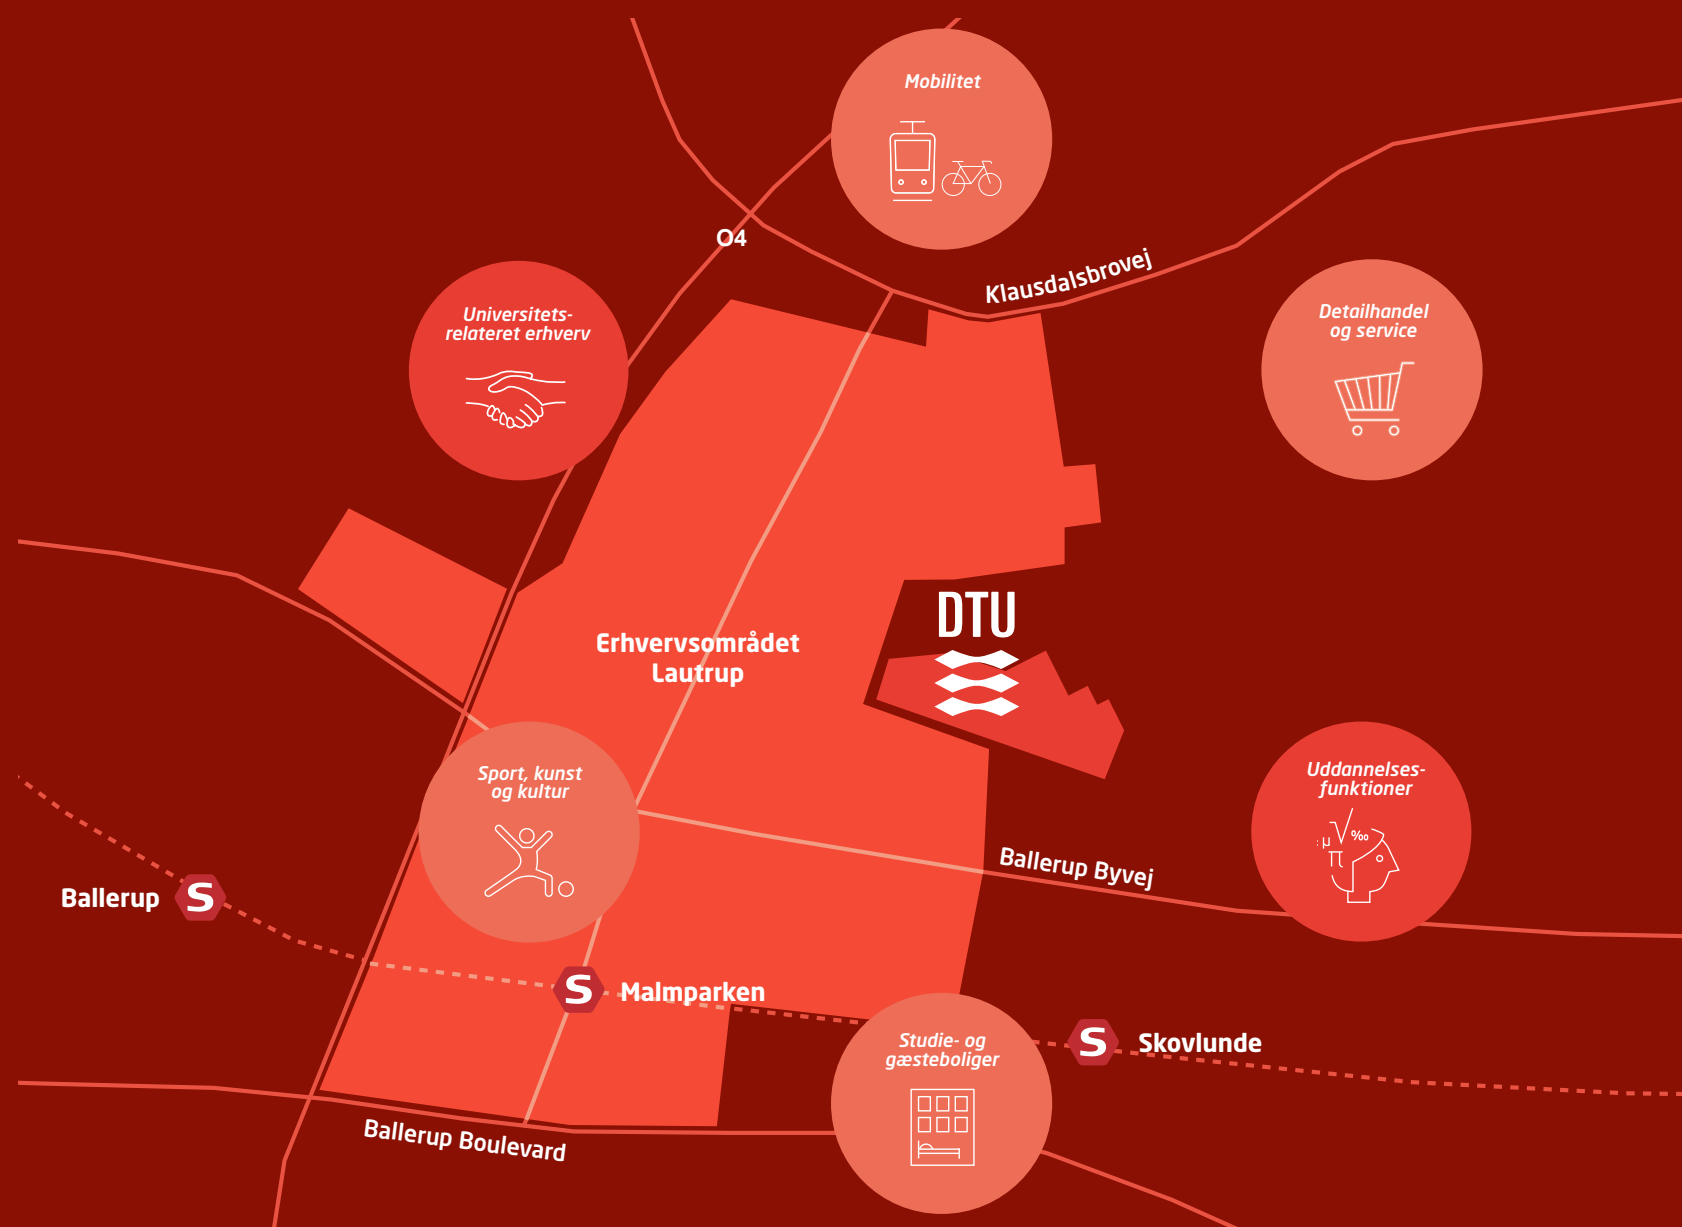 Mobilitet
O4
Klausdalsbrovej
Universitets-
relateret erhverv
Detailhandel
og service
DTU
Erhvervsområdet
Lautrup
Sport, kunst
og kultur
Uddannelses-
funktioner
μ √ ‰
π
Ballerup Byvej
Ballerup S
S Malmparken
S Skovlunde
Studie- og
gæsteboliger
Ballerup Boulevard